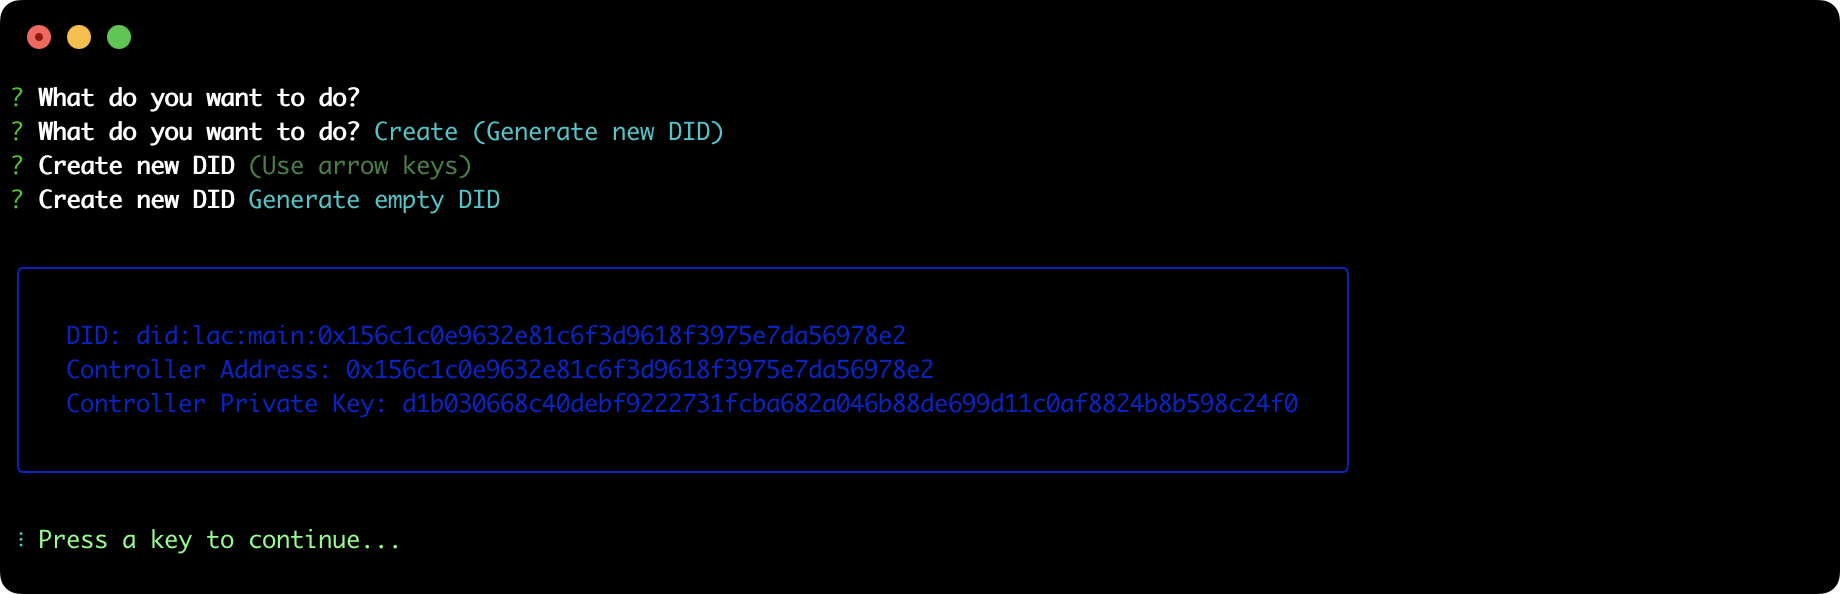 ? What do you want to do?
? What do you want to do? Create (Generate new DID)
? Create new DID (Use arrow keys)
? Create new DID Generate empty DID
DID: did:lac:main:0x156c1c0e9632e81c6f3d9618f3975e7da56978e2
Controller Address: 0x156c1c0e9632e81c6f3d9618f3975e7da56978e2
Controller Private Key: d1b030668c40debf9222731fcba682a046b88de699d11c0af8824b8b598c24f0
⁝ Press a key to continue...